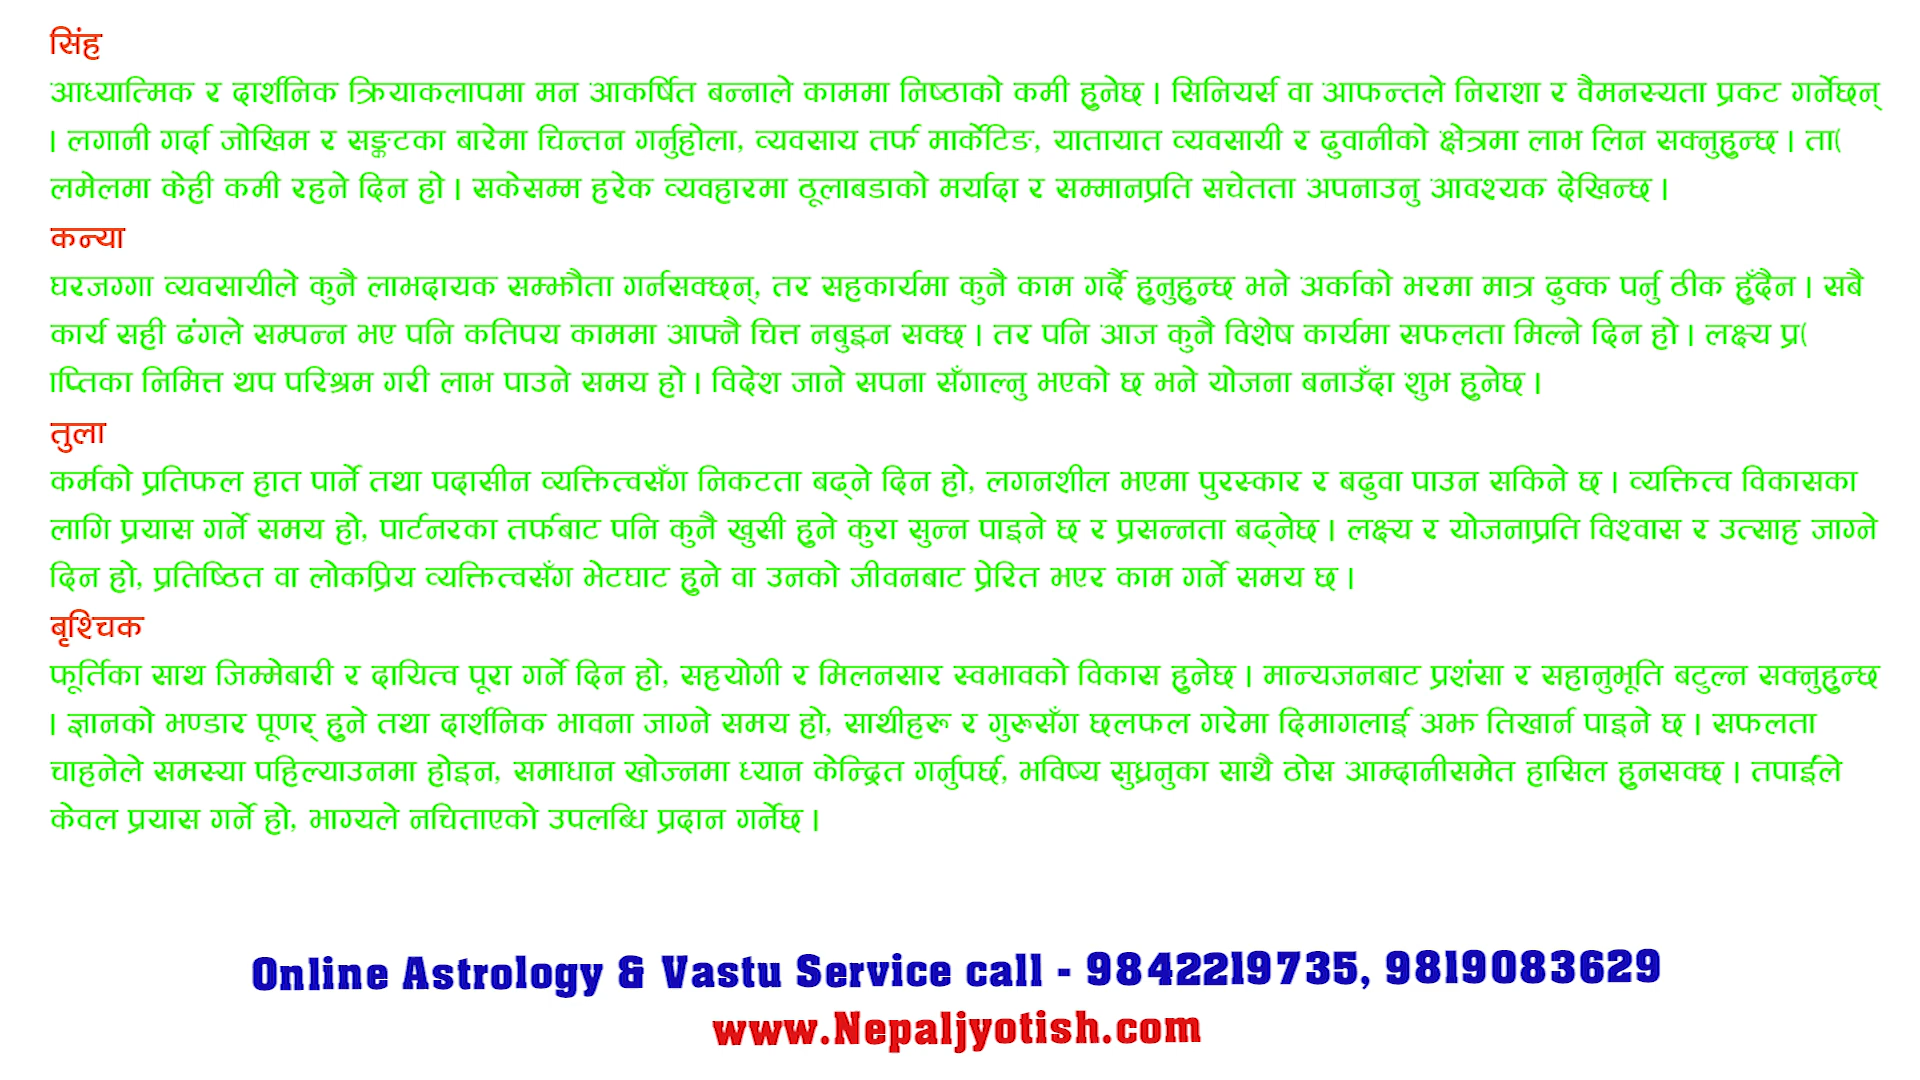 सिंह
आध्यात्मिक र दार्शनिक क्रियाकलापमा मन आकर्षित बन्नाले काममा निष्ठाको कमी हुनेछ । सिनियर्स वा आफन्तले निराशा र वैमनस्यता प्रकट गर्नेछन्
। लगानी गर्दा जोखिम र सङ्कटका बारेमा चिन्तन गर्नुहोला, व्यवसाय तर्फ मार्केटिङ, यातायात व्यवसायी र ढुवानीको क्षेत्रमा लाभ लिन सक्नुहुन्छ । ता(
लमेलमा केही कमी रहने दिन हो । सकेसम्म हरेक व्यवहारमा ठूलाबडाको मर्यादा र सम्मानप्रति सचेतता अपनाउनु आवश्यक देखिन्छ ।
कन्या
घरजग्गा व्यवसायीले कुनै लाभदायक सम्झौता गर्नसक्छन्, तर सहकार्यमा कुनै काम गर्दै हुनुहुन्छ भने अर्काको भरमा मात्र ढुक्क पर्नु ठीक हुँदैन । सबै
कार्य सही ढंगले सम्पन्न भए पनि कतिपय काममा आफ्नै चित्त नबुझ्न सक्छ । तर पनि आज कुनै विशेष कार्यमा सफलता मिल्ने दिन हो । लक्ष्य प्र(
ाप्तिका निमित्त थप परिश्रम गरी लाभ पाउने समय हो । विदेश जाने सपना सँगाल्नु भएको छ भने योजना बनाउँदा शुभ हुनेछ ।
तुला
कर्मको प्रतिफल हात पार्ने तथा पदासीन व्यक्तित्वसँग निकटता बढ्ने दिन हो, लगनशील भएमा पुरस्कार र बढुवा पाउन सकिने छ । व्यक्तित्व विकासका
लागि प्रयास गर्ने समय हो, पार्टनरका तर्फबाट पनि कुनै खुसी हुने कुरा सुन्न पाइने छ र प्रसन्नता बढ्नेछ । लक्ष्य र योजनाप्रति विश्वास र उत्साह जाग्ने
दिन हो, प्रतिष्ठित वा लोकप्रिय व्यक्तित्वसँग भेटघाट हुने वा उनको जीवनबाट प्रेरित भएर काम गर्ने समय छ ।
बृश्चिक
फूर्तिका साथ जिम्मेबारी र दायित्व पूरा गर्ने दिन हो, सहयोगी र मिलनसार स्वभावको विकास हुनेछ । मान्यजनबाट प्रशंसा र सहानुभूति बटुल्न सक्नुहुन्छ
। ज्ञानको भण्डार पूणर् हुने तथा दार्शनिक भावना जाग्ने समय हो, साथीहरू र गुरूसँग छलफल गरेमा दिमागलाई अझ तिखार्न पाइने छ । सफलता
चाहनेले समस्या पहिल्याउनमा होइन, समाधान खोज्नमा ध्यान केन्द्रित गर्नुपर्छ, भविष्य सुध्रनुका साथै ठोस आम्दानीसमेत हासिल हुनसक्छ । तपाईंले
केवल प्रयास गर्ने हो, भाग्यले नचिताएको उपलब्धि प्रदान गर्नेछ ।
Online Astrology & Vastu Service call - 9842219735, 9819083629
www.Nepaljyotish.com